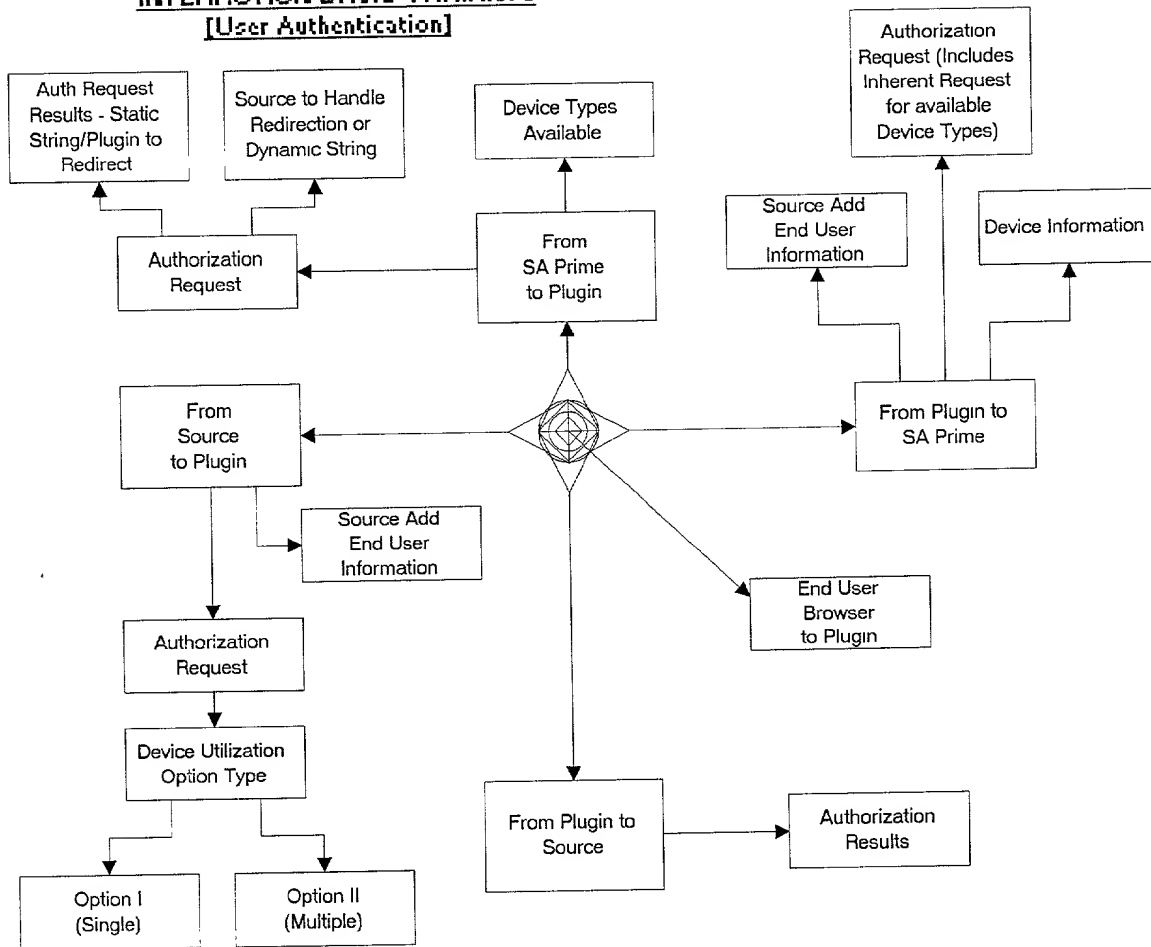 [User Authentication]
Auth Request
Results - Static
String/Plugin to
Redirect
Source to Handle
Redirection or
Dynamic String
Device Types
Available
Authorization
Request (Includes
Inherent Request
for available
Device Types)
Source Add
End User
Information
Device Information
Authorization
Request
From
SA Prime
to Plugin
From Plugin to
SA Prime
From
Source
to Plugin
Source Add
End User
Information
End User
Browser
to Plugin
Authorization
Request
Device Utilization
Option Type
From Plugin to
Source
Authorization
Results
Option I
(Single)
Option II
(Multiple)